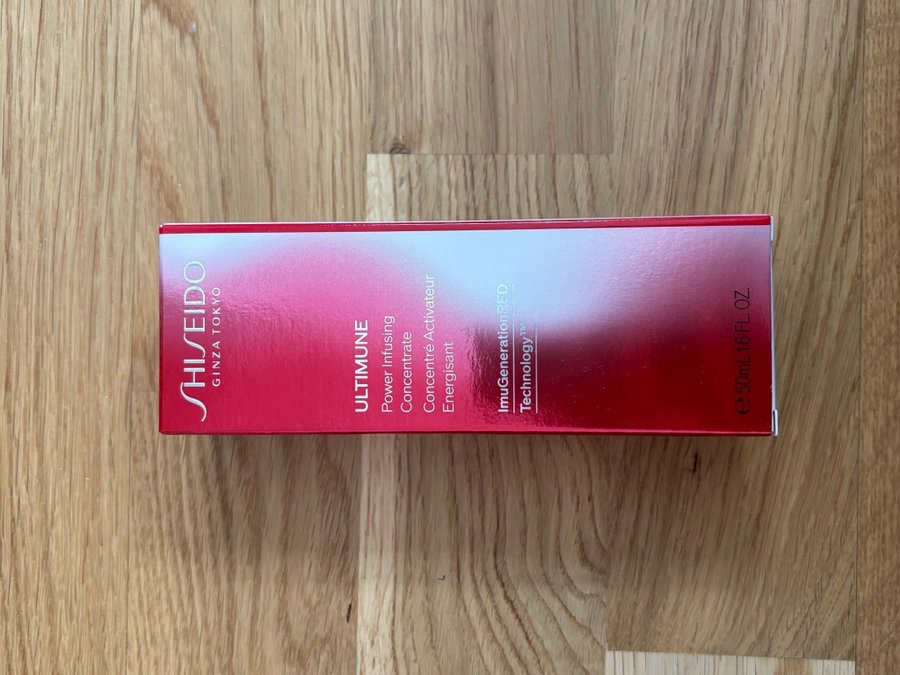 SHISEIDO
GINZA TOKYO
ULTIMUNE
Power Infusing
Concentrate
Concentré Activateur
Energisant
ImuGenerationRED
Technology™
℮ 50mL 1.6 FL. OZ.